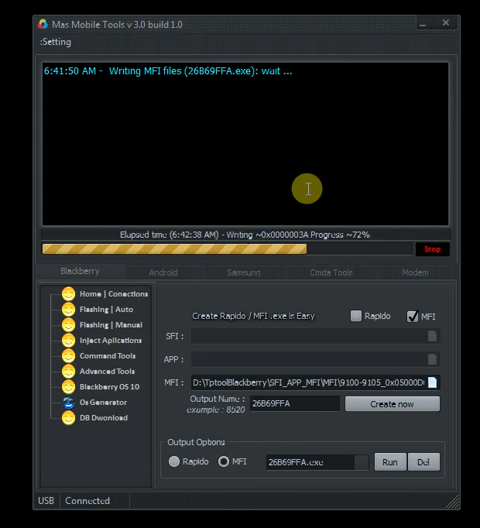 Mas Mobile Tools v 3.0 build 1.0
:Setting
6:41:50 AM - Writing MFI files (26B69FFA.exe): wait ...
Elapsed time (6:42:38 AM) - Writing ~0x0000003A Progress ~72%
Stop
Blackberry Android Samsung Cmda Tools Modem
Home | Conections
Flashing | Auto
Flashing | Manual
Inject Aplications
Command Tools
Advanced Tools
Blackberry OS 10
Os Generator
DB Dwonload
Create Rapido / MFI .exe is Easy
Rapido
MFI
SFI :
APP :
MFI : D:\TptoolBlackberry\SFI_APP_MFI\MFI\9100-9105_0x05000D
Output Name : 26B69FFA
example : 8520
Create now
Output Options
Rapido MFI 26B69FFA.exe Run Del
USB Connected